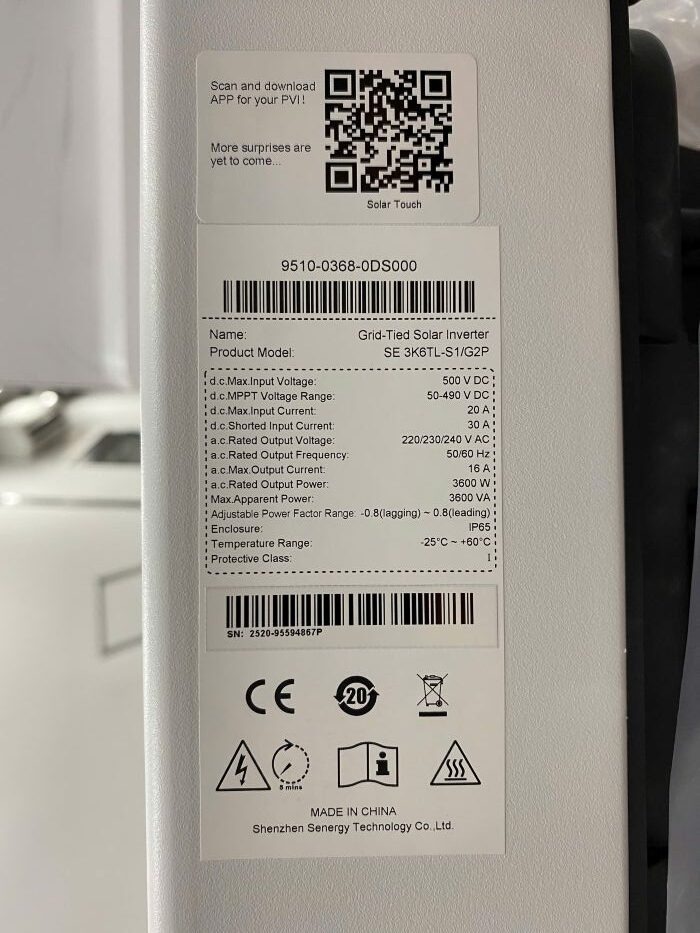 Scan and download
APP for your PVI!
More surprises are
yet to come...
Solar Touch
9510-0368-0DS000
Name: Grid-Tied Solar Inverter
Product Model: SE 3K6TL-S1/G2P
d.c.Max.Input Voltage: 500 V DC
d.c.MPPT Voltage Range: 50-490 V DC
d.c.Max.Input Current: 20 A
d.c.Shorted Input Current: 30 A
a.c.Rated Output Voltage: 220/230/240 V AC
a.c.Rated Output Frequency: 50/60 Hz
a.c.Max.Output Current: 16 A
a.c.Rated Output Power: 3600 W
Max.Apparent Power: 3600 VA
Adjustable Power Factor Range: -0.8(lagging) ~ 0.8(leading)
Enclosure: IP65
Temperature Range: -25°C ~ +60°C
Protective Class: I
SN: 2520-95594867P
CE
20
5 mins
i
MADE IN CHINA
Shenzhen Senergy Technology Co.,Ltd.